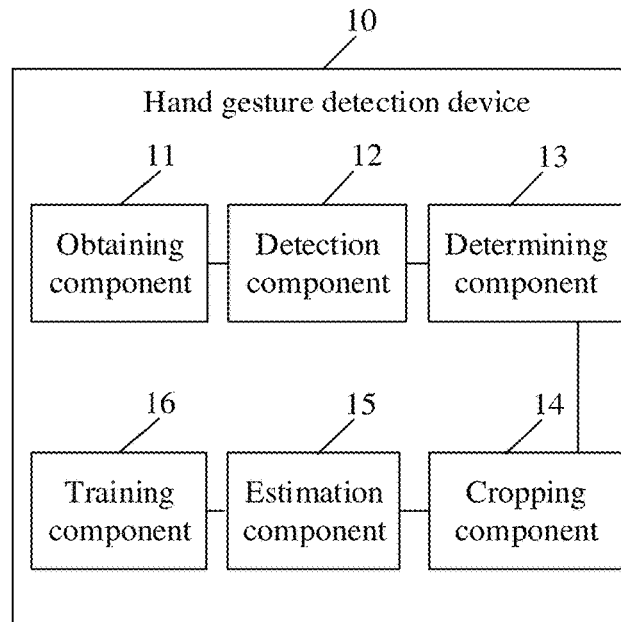 10
Hand gesture detection device
11 12 13
Obtaining component
Detection component
Determining component
16 15 14
Training component
Estimation component
Cropping component